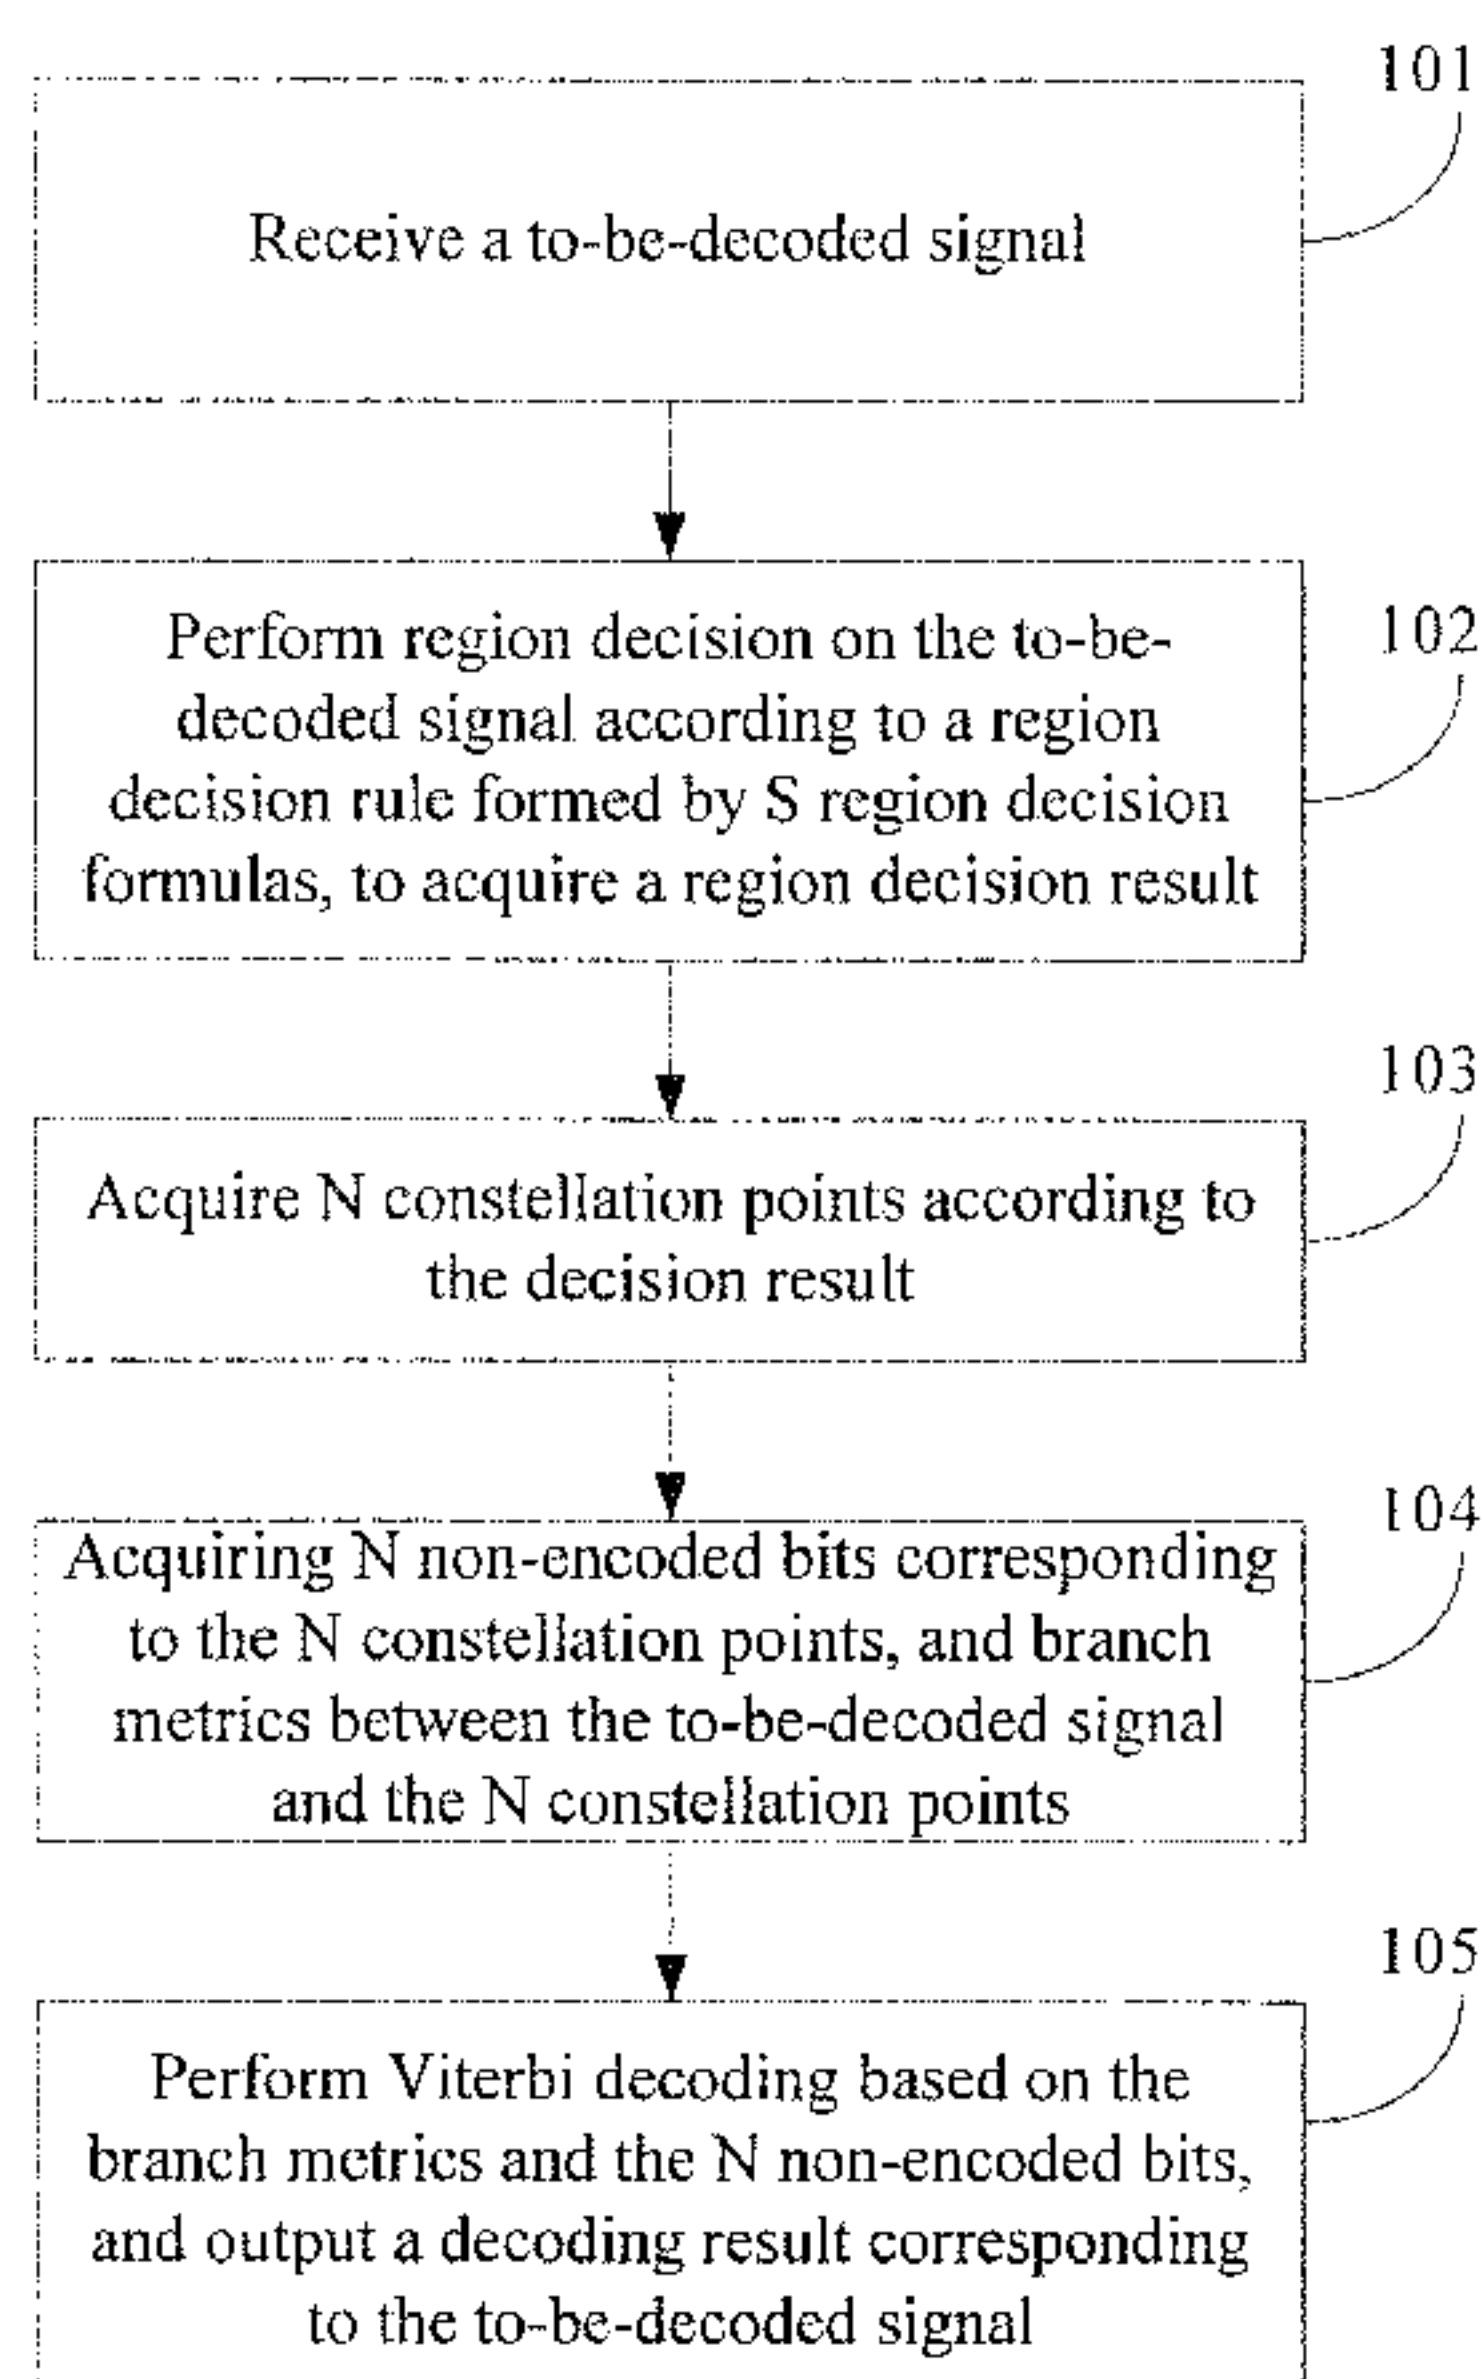 101
Receive a to-be-decoded signal
102
Perform region decision on the to-be-
decoded signal according to a region
decision rule formed by S region decision
formulas, to acquire a region decision result
103
Acquire N constellation points according to
the decision result
104
Acquiring N non-encoded bits corresponding
to the N constellation points, and branch
metrics between the to-be-decoded signal
and the N constellation points
105
Perform Viterbi decoding based on the
branch metrics and the N non-encoded bits,
and output a decoding result corresponding
to the to-be-decoded signal